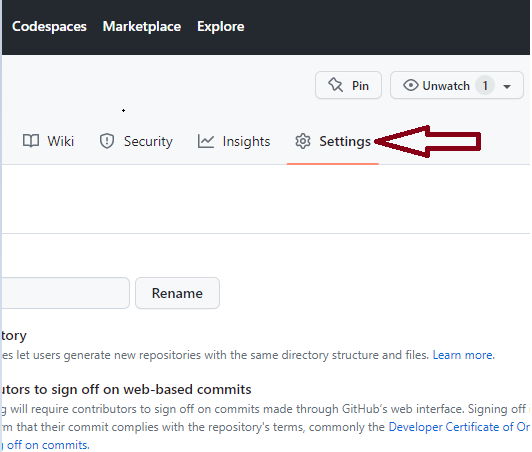 Codespaces Marketplace Explore
Pin Unwatch 1
Wiki Security Insights Settings
Rename
tory
es let users generate new repositories with the same directory structure and files. Learn more.
utors to sign off on web-based commits
g will require contributors to sign off on commits made through GitHub's web interface. Signing off
rm that their commit complies with the repository's terms, commonly the Developer Certificate of Or
g off on commits.